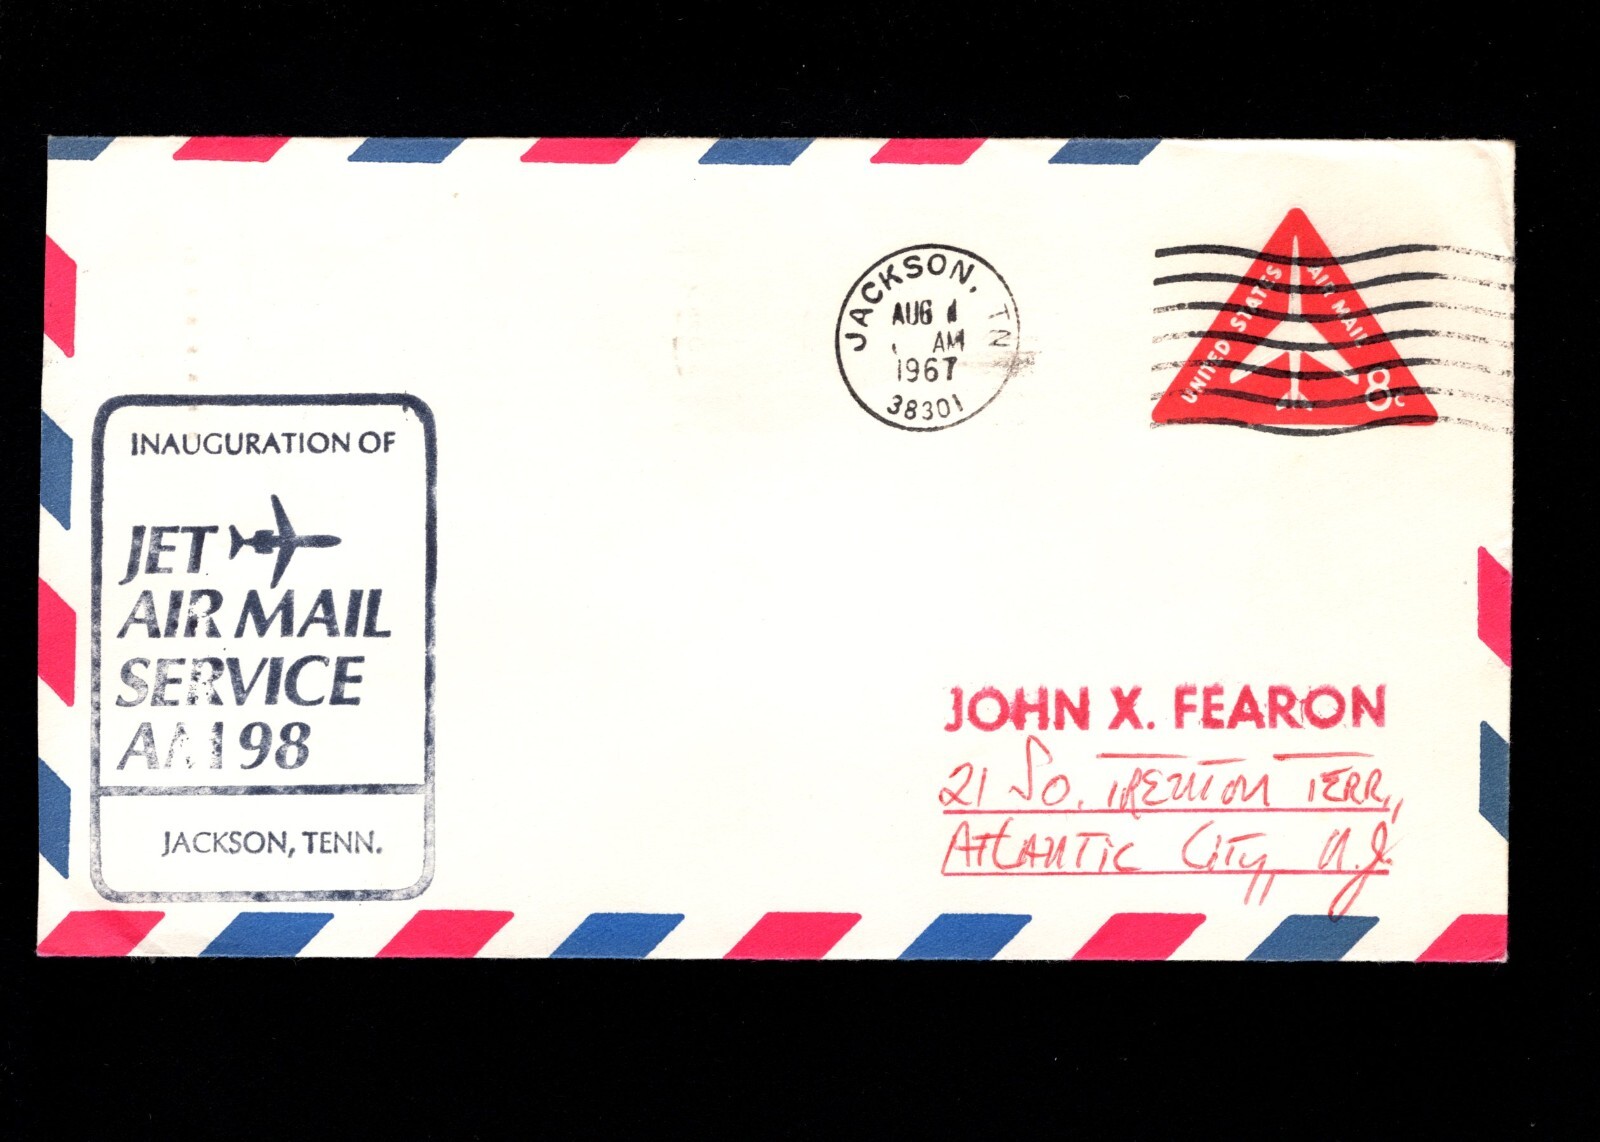 JACKSON, TN
AUG 1
AM
1967
38301
UNITED STATES AIR MAIL 8c
INAUGURATION OF
JET
AIR MAIL
SERVICE
AM 98
JACKSON, TENN.
JOHN X. FEARON
21 So. TRENTON TERR,
ATLANTIC CITY, N.J.